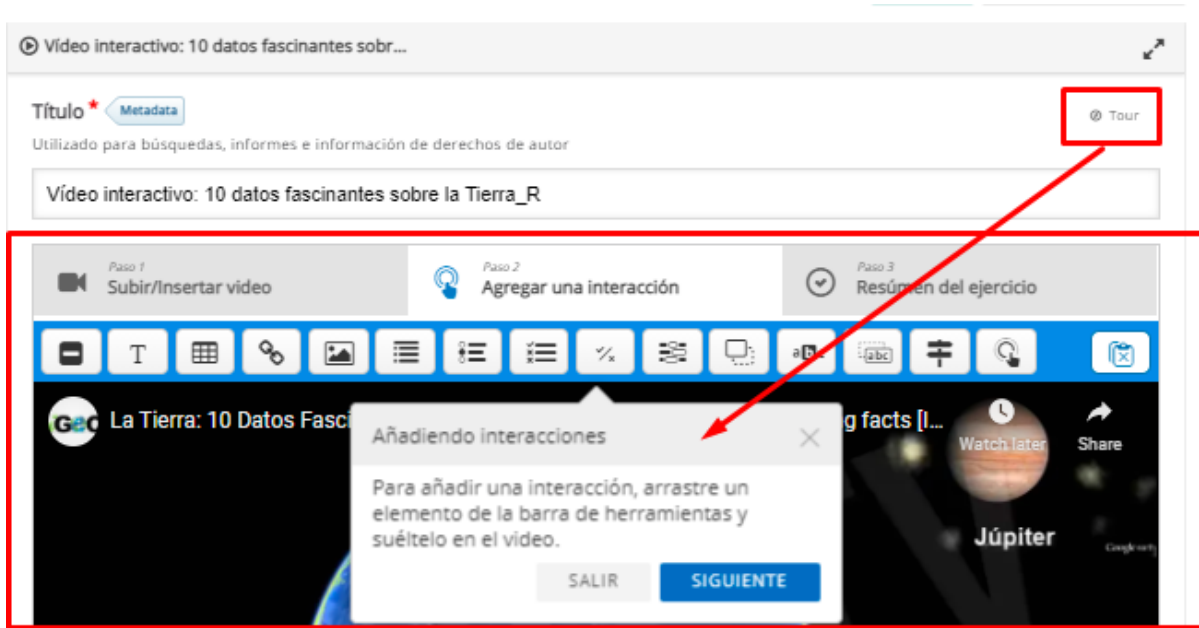 Vídeo interactivo: 10 datos fascinantes sobr...
Título * Metadata
Tour
Utilizado para búsquedas, informes e información de derechos de autor
Vídeo interactivo: 10 datos fascinantes sobre la Tierra_R
Paso 1
Subir/Insertar video
Paso 2
Agregar una interacción
Paso 3
Resúmen del ejercicio
T
abc
Geo
La Tierra: 10 Datos Fasci
g facts [I...
Watch later
Share
Añadiendo interacciones
Para añadir una interacción, arrastre un
elemento de la barra de herramientas y
suéltelo en el video.
SALIR
SIGUIENTE
Júpiter